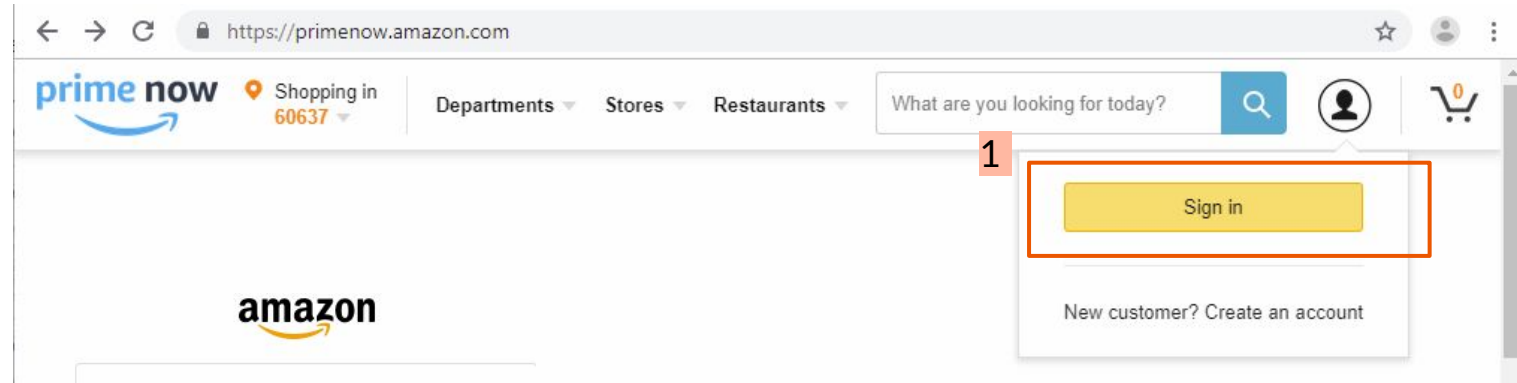 https://primenow.amazon.com
prime now
Shopping in
60637
Departments
Stores
Restaurants
What are you looking for today?
0
1
Sign in
amazon
New customer? Create an account